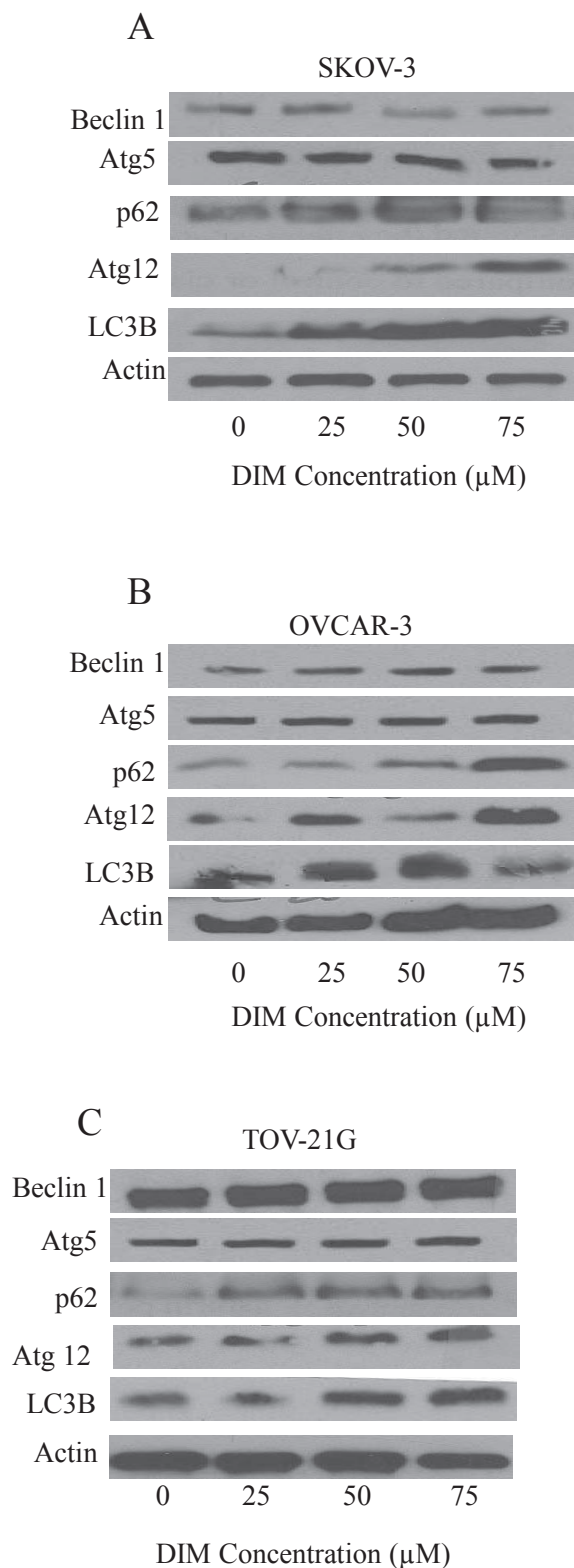 A
SKOV-3
Beclin 1
Atg5
p62
Atg12
LC3B
Actin
0 25 50 75
DIM Concentration (µM)
B
OVCAR-3
Beclin 1
Atg5
p62
Atg12
LC3B
Actin
0 25 50 75
DIM Concentration (µM)
C
TOV-21G
Beclin 1
Atg5
p62
Atg 12
LC3B
Actin
0 25 50 75
DIM Concentration (µM)